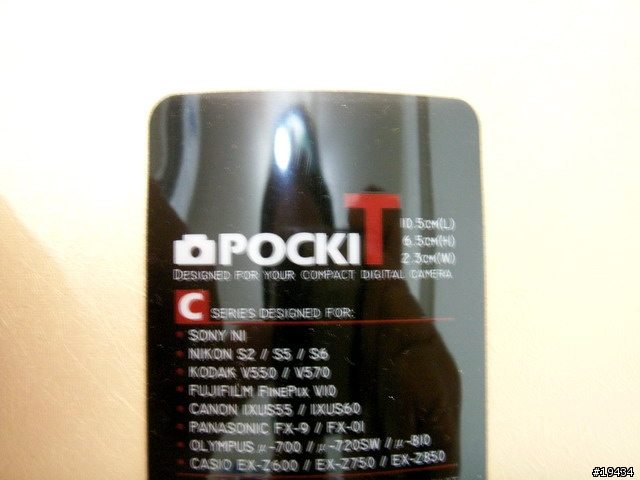 POCKIT
10.5CM(L)
6.5CM(H)
2.3CM(W)
DESIGNED FOR YOUR COMPACT DIGITAL CAMERA
C SERIES DESIGNED FOR:
• SONY N1
• NIKON S2 / S5 / S6
• KODAK V550 / V570
• FUJIFILM FINEPIX V10
• CANON IXUS55 / IXUS60
• PANASONIC FX-9 / FX-01
• OLYMPUS μ-700 / μ-720SW / μ-810
• CASIO EX-Z600 / EX-Z750 / EX-Z850
#19434